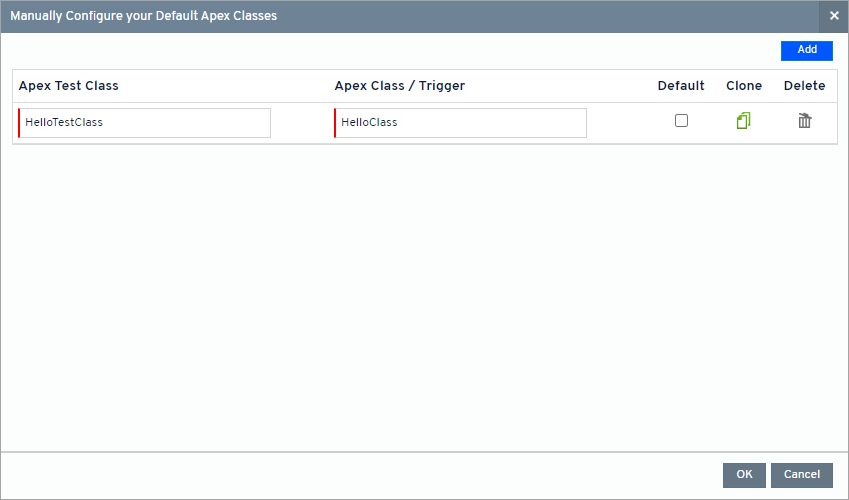 Manually Configure your Default Apex Classes
Add
Apex Test Class Apex Class / Trigger Default Clone Delete
HelloTestClass HelloClass
OK Cancel